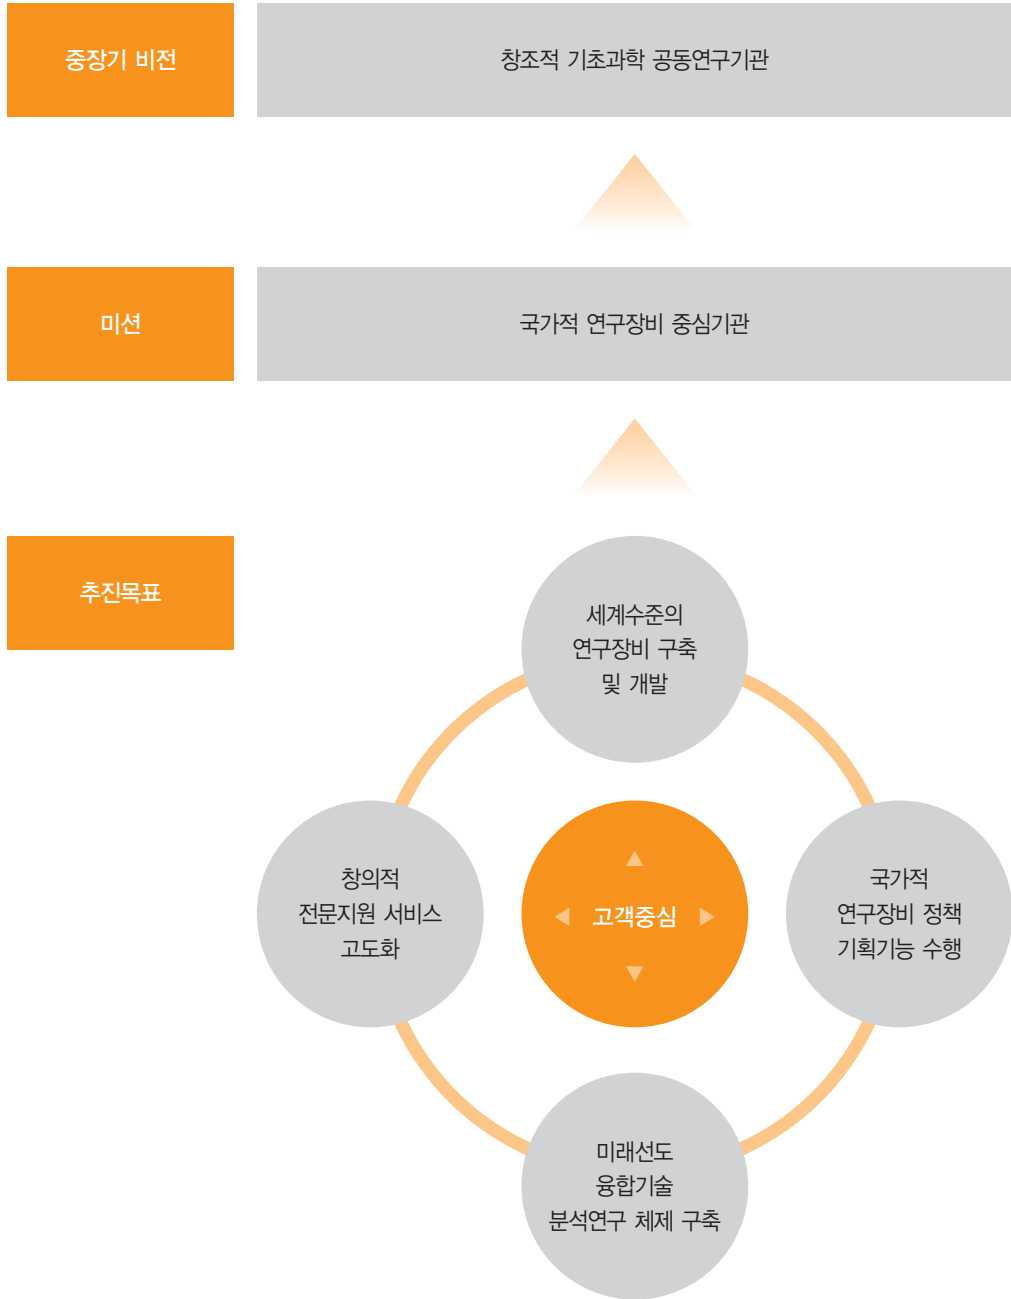 중장기 비전
창조적 기초과학 공동연구기관
미션
국가적 연구장비 중심기관
추진목표
세계수준의
연구장비 구축
및 개발
창의적
전문지원 서비스
고도화
고객중심
국가적
연구장비 정책
기획기능 수행
미래선도
융합기술
분석연구 체제 구축